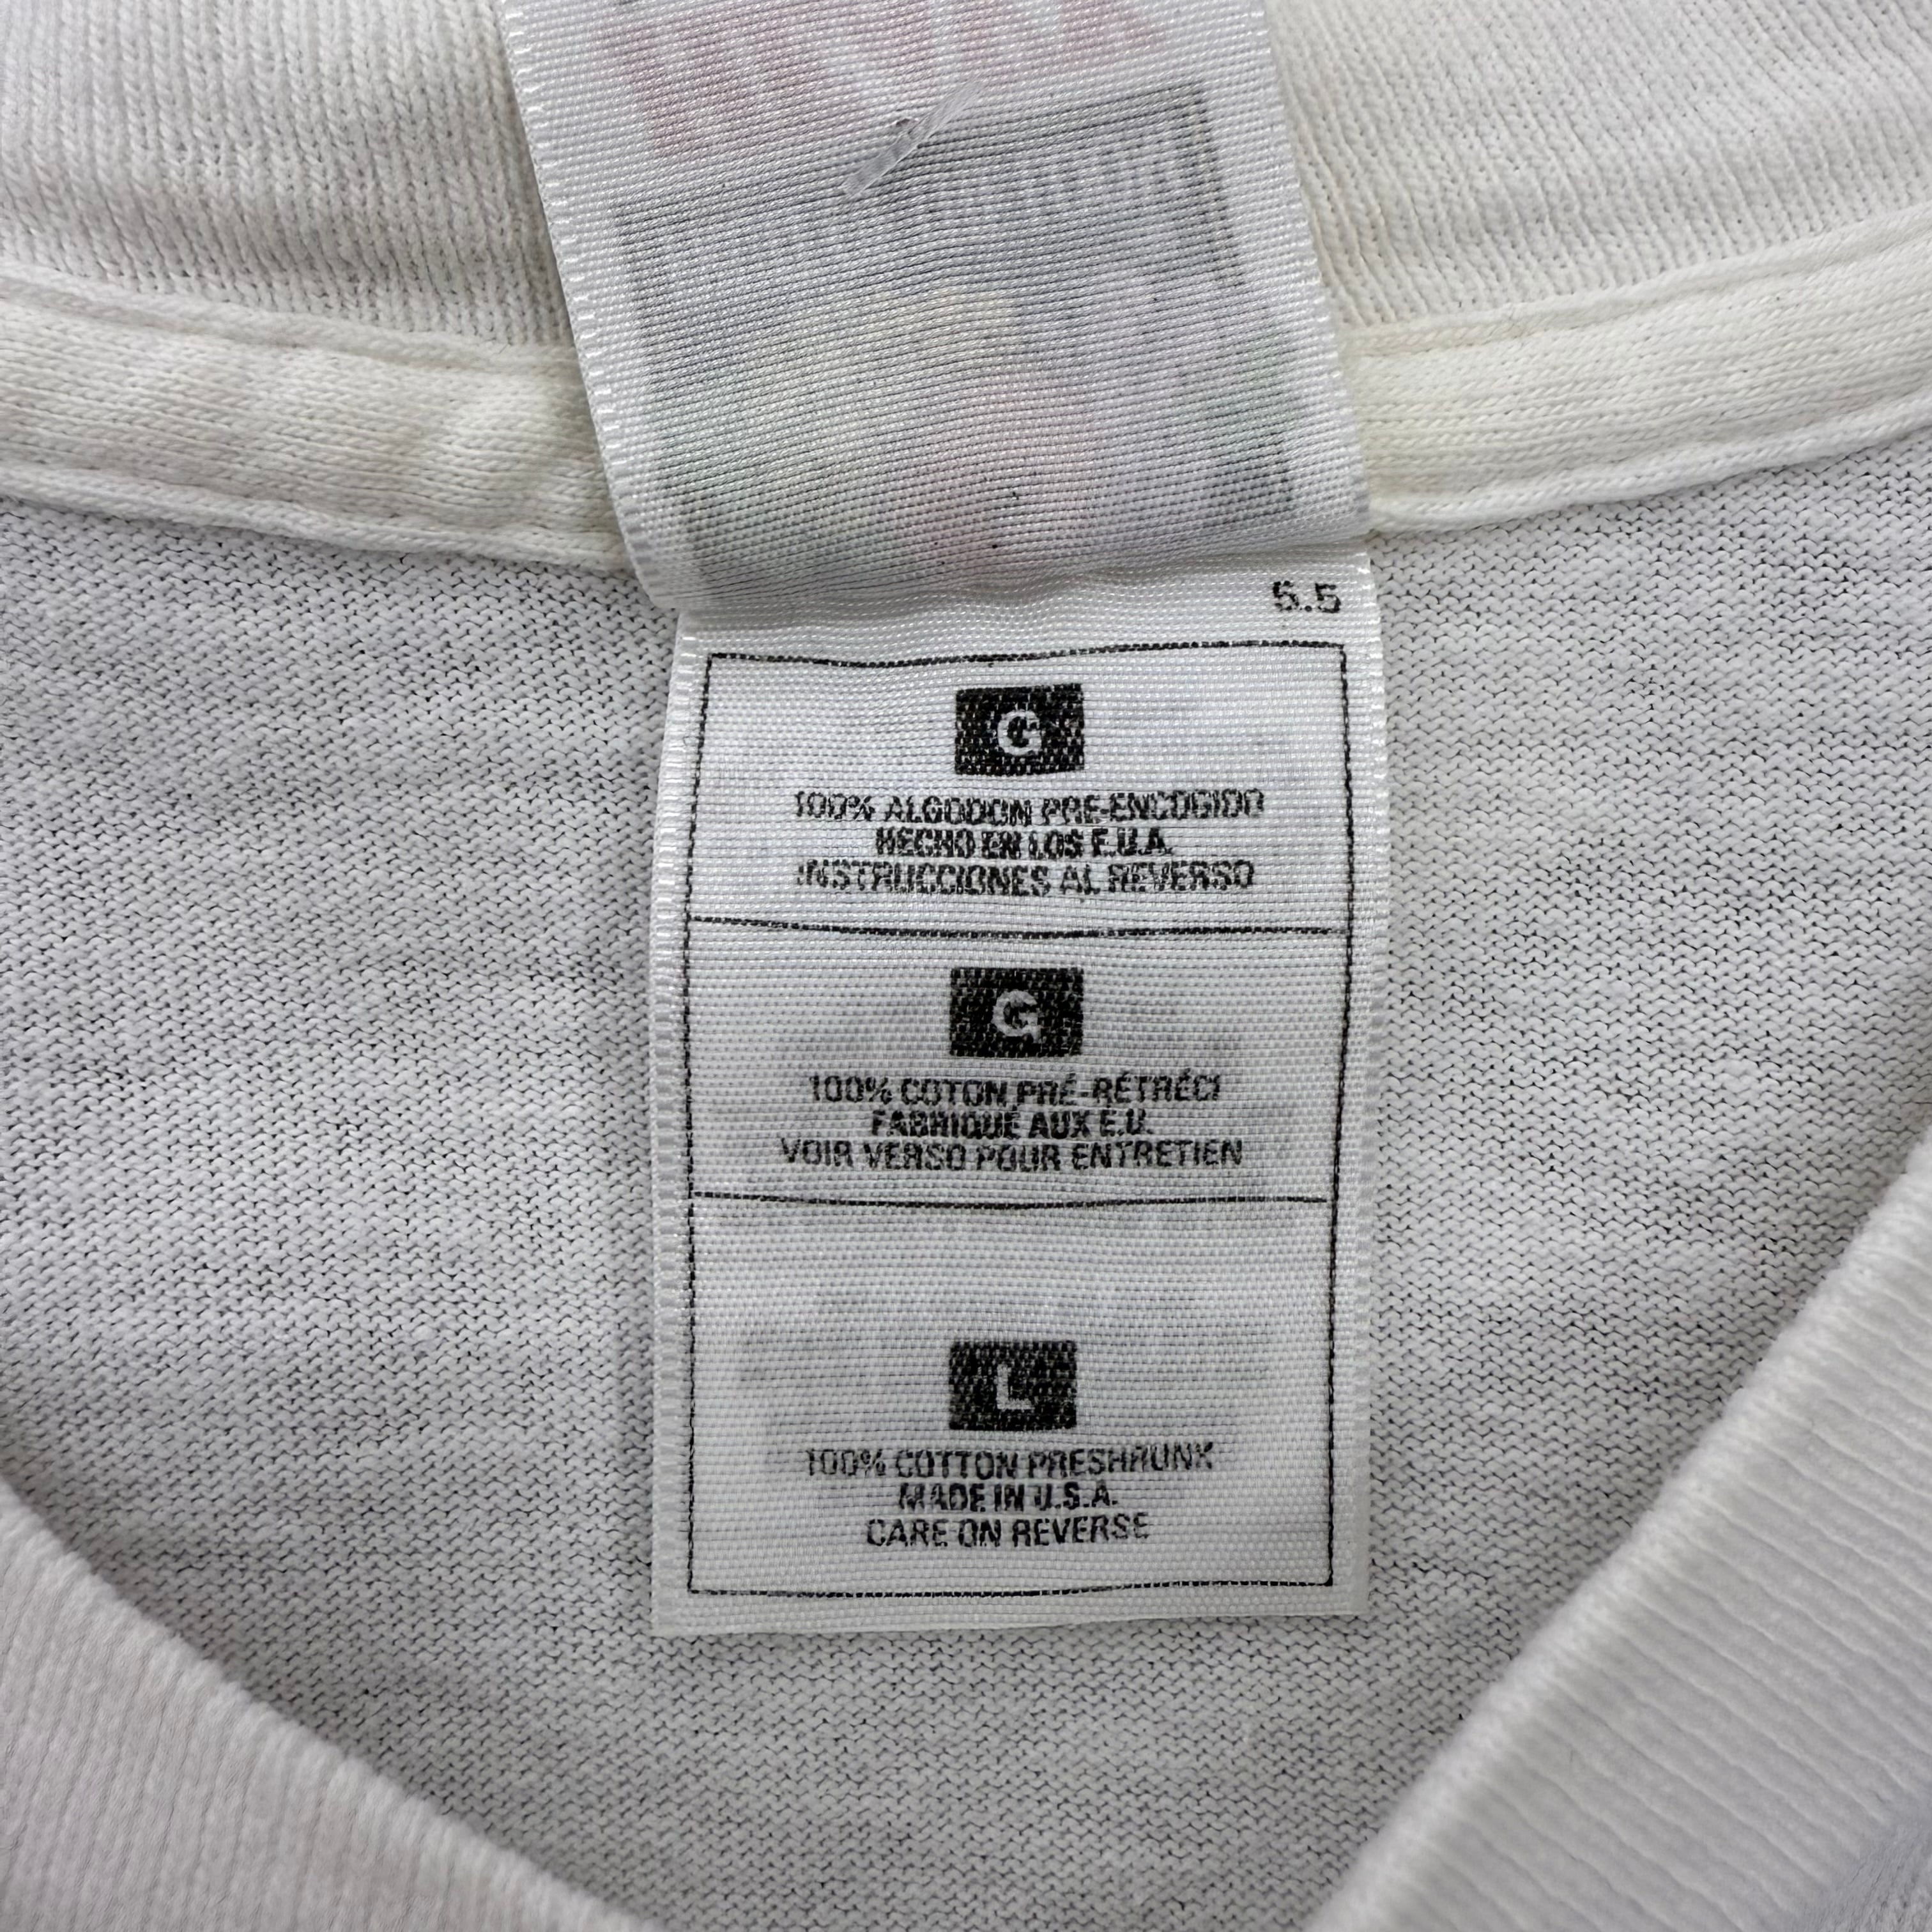 5.5
G
100% ALGODON PRE-ENCOGIDO
HECHO EN LOS E.U.A.
INSTRUCCIONES AL REVERSO
G
100% COTON PRÉ-RÉTRÉCI
FABRIQUÉ AUX E.U.
VOIR VERSO POUR ENTRETIEN
L
100% COTTON PRESHRUNK
MADE IN U.S.A.
CARE ON REVERSE